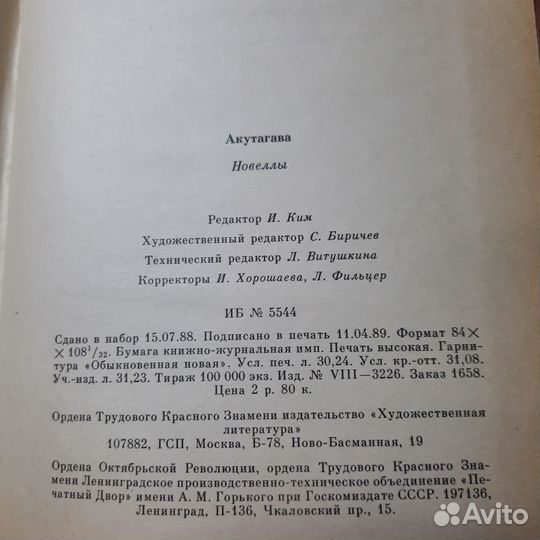 Акутагава
Новеллы
Редактор И. Ким
Художественный редактор С. Биричев
Технический редактор Л. Витушкина
Корректоры И. Хорошаева, Л. Фильцер
ИБ № 5544
Сдано в набор 15.07.88. Подписано в печать 11.04.89. Формат 84×
×108¹/₃₂. Бумага книжно-журнальная имп. Печать высокая. Гарни-
тура «Обыкновенная новая». Усл. печ. л. 30,24. Усл. кр.-отт. 31,08.
Уч.-изд. л. 31,23. Тираж 100 000 экз. Изд. № VIII—3226. Заказ 1658.
Цена 2 р. 80 к.
Ордена Трудового Красного Знамени издательство «Художественная
литература»
107882, ГСП, Москва, Б-78, Ново-Басманная, 19
Ордена Октябрьской Революции, ордена Трудового Красного Зна-
мени Ленинградское производственно-техническое объединение «Пе-
чатный Двор» имени А. М. Горького при Госкомиздате СССР. 197136,
Ленинград, П-136, Чкаловский пр., 15.
Avito